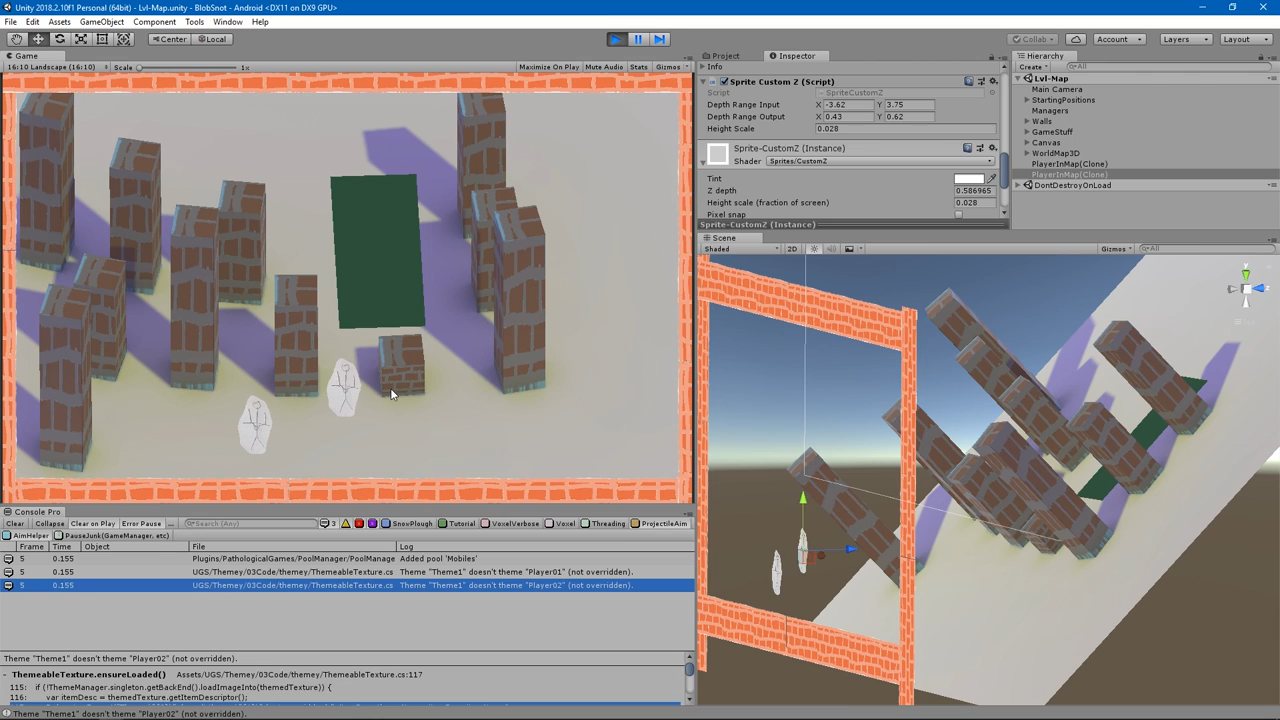 Unity 2018.2.10f1 Personal (64bit) - Lvl-Map.unity - BlobSnot - Android <DX11 on DX9 GPU>
File Edit Assets GameObject Component Tools Window Help
Center Local Collab Account Layers Layout
Game
16:10 Landscape (16:10) Scale 1x Maximize On Play Mute Audio Stats Gizmos
Project Inspector
Info
Sprite Custom Z (Script)
Script SpriteCustomZ
Depth Range Input X -3.62 Y 3.75
Depth Range Output X 0.43 Y 0.62
Height Scale 0.028
Sprite-CustomZ (Instance)
Shader Sprites/CustomZ
Tint
Z depth 0.586965
Height scale (fraction of screen) 0.028
Pixel snap
Sprite-CustomZ (Instance)
Hierarchy
Create All
Lvl-Map
Main Camera
StartingPositions
Managers
Walls
GameStuff
Canvas
WorldMap3D
PlayerInMap(Clone)
PlayerInMap(Clone)
DontDestroyOnLoad
Scene
Shaded 2D Gizmos All
Console Pro
Clear Collapse Clear on Play Error Pause ... Search (Any) 3 SnowPlough Tutorial VoxelVerbose Voxel Threading ProjectileAim
AimHelper PauseJunk(GameManager. etc)
Frame Time Object File Log
5 0.155 Plugins/PathologicalGames/PoolManager/PoolManage Added pool 'Mobiles'
5 0.155 UGS/Themey/03Code/themey/ThemeableTexture.cs Theme "Theme1" doesn't theme "Player01" (not overridden).
5 0.155 UGS/Themey/03Code/themey/ThemeableTexture.cs Theme "Theme1" doesn't theme "Player02" (not overridden).
Theme "Theme1" doesn't theme "Player02" (not overridden).
ThemeableTexture.ensureLoaded() Assets/UGS/Themey/03Code/themey/ThemeableTexture.cs:117
115: if (!ThemeManager.singleton.getBackEnd().loadImageInto(themedTexture)) {
116: var itemDesc = themedTexture.getItemDescriptor();
Theme "Theme1" doesn't theme "Player02" (not overridden).